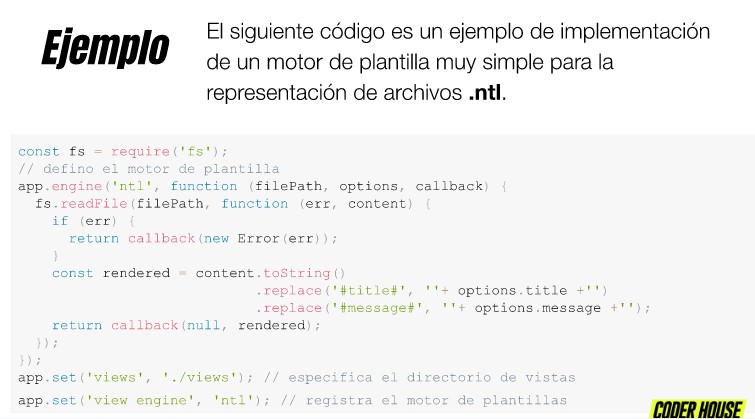 Ejemplo
El siguiente código es un ejemplo de implementación
de un motor de plantilla muy simple para la
representación de archivos .ntl.
const fs = require('fs');
// defino el motor de plantilla
app.engine('ntl', function (filePath, options, callback) {
  fs.readFile(filePath, function (err, content) {
    if (err) {
      return callback(new Error(err));
    }
    const rendered = content.toString()
                            .replace('#title#', ''+ options.title +'')
                            .replace('#message#', ''+ options.message +'');
    return callback(null, rendered);
  });
});
app.set('views', './views'); // especifica el directorio de vistas
app.set('view engine', 'ntl'); // registra el motor de plantillas
CODER HOUSE